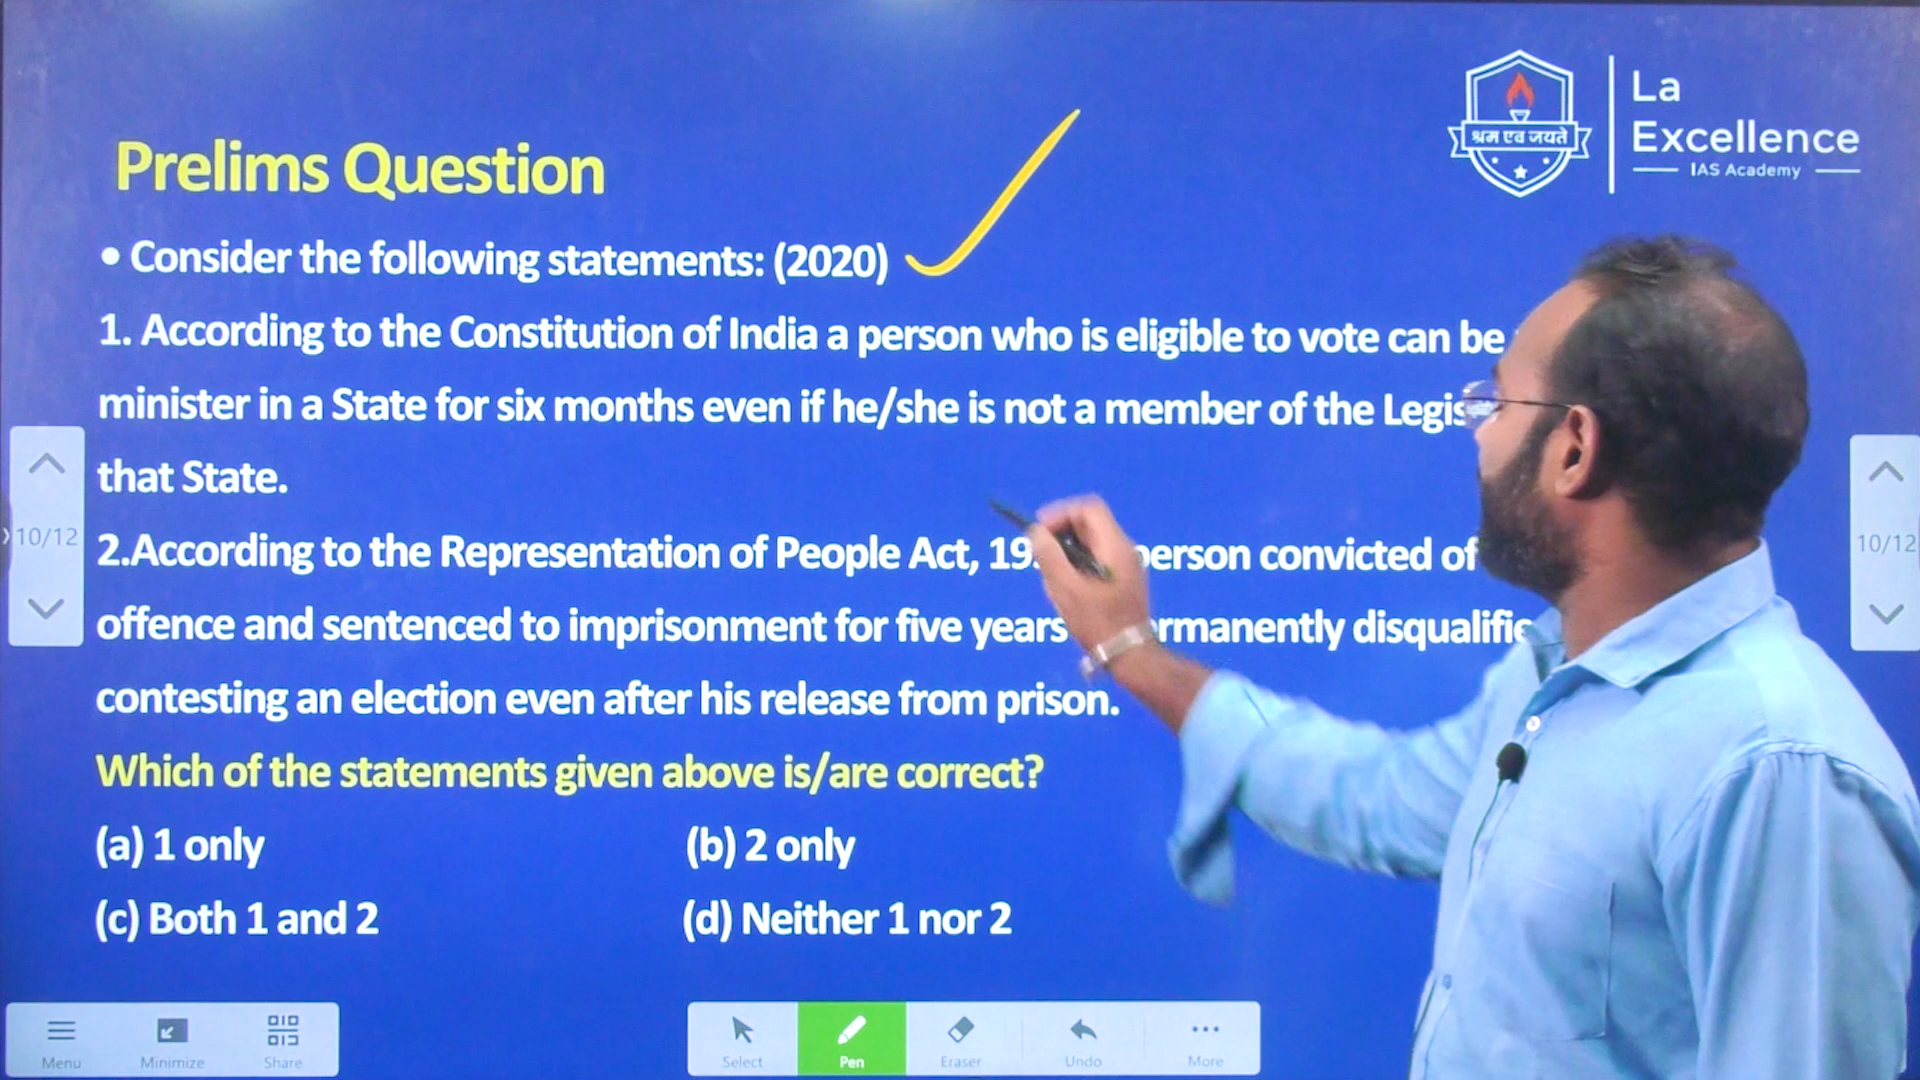 La
Excellence
IAS Academy
श्रम एव जयते
Prelims Question
• Consider the following statements: (2020)
1. According to the Constitution of India a person who is eligible to vote can be
minister in a State for six months even if he/she is not a member of the
that State.
2.According to the Representation of People Act, person convicted of
offence and sentenced to imprisonment for five years
contesting an election even after his release from prison.
Which of the statements given above is/are correct?
(a) 1 only
(b) 2 only
(c) Both 1 and 2
(d) Neither 1 nor 2
10/12
10/12
Menu
Minimize
Share
Select
Pen
Eraser
Undo
More